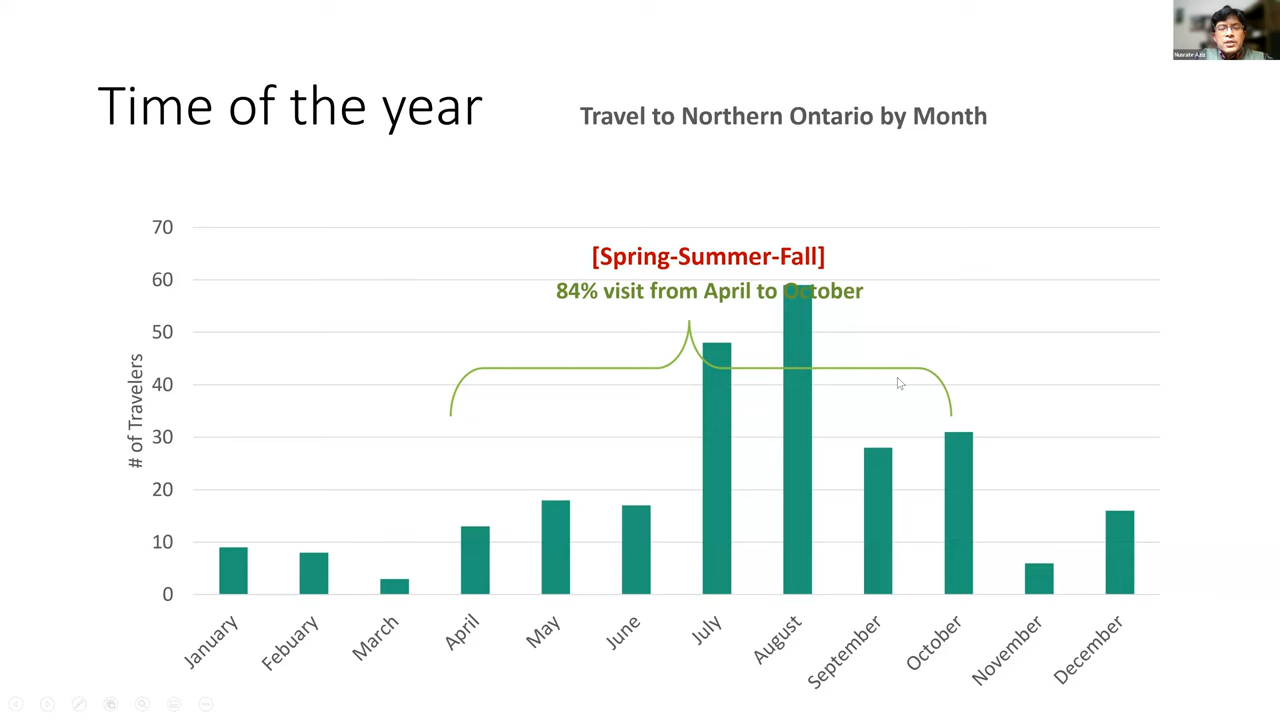 Time of the year
Travel to Northern Ontario by Month
70
60
50
40
30
20
10
0
# of Travelers
[Spring-Summer-Fall]
84% visit from April to October
January
Febuary
March
April
May
June
July
August
September
October
November
December